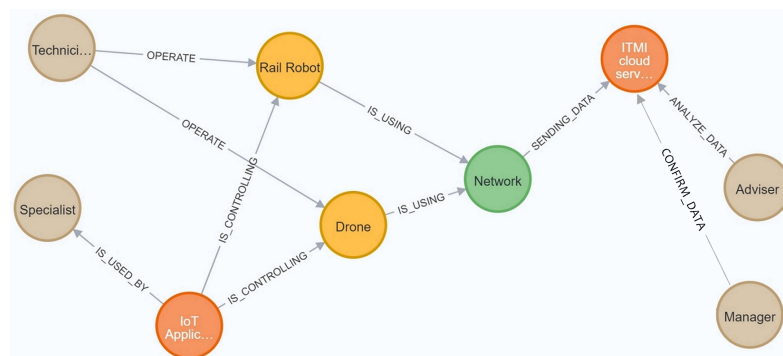 Technici...
OPERATE
Rail Robot
OPERATE
IS_USING
IS_CONTROLLING
Specialist
IS_USED_BY
IoT
Applic...
IS_CONTROLLING
Drone
IS_USING
Network
SENDING_DATA
ITMI
cloud
serv...
ANALYZE_DATA
Adviser
CONFIRM_DATA
Manager